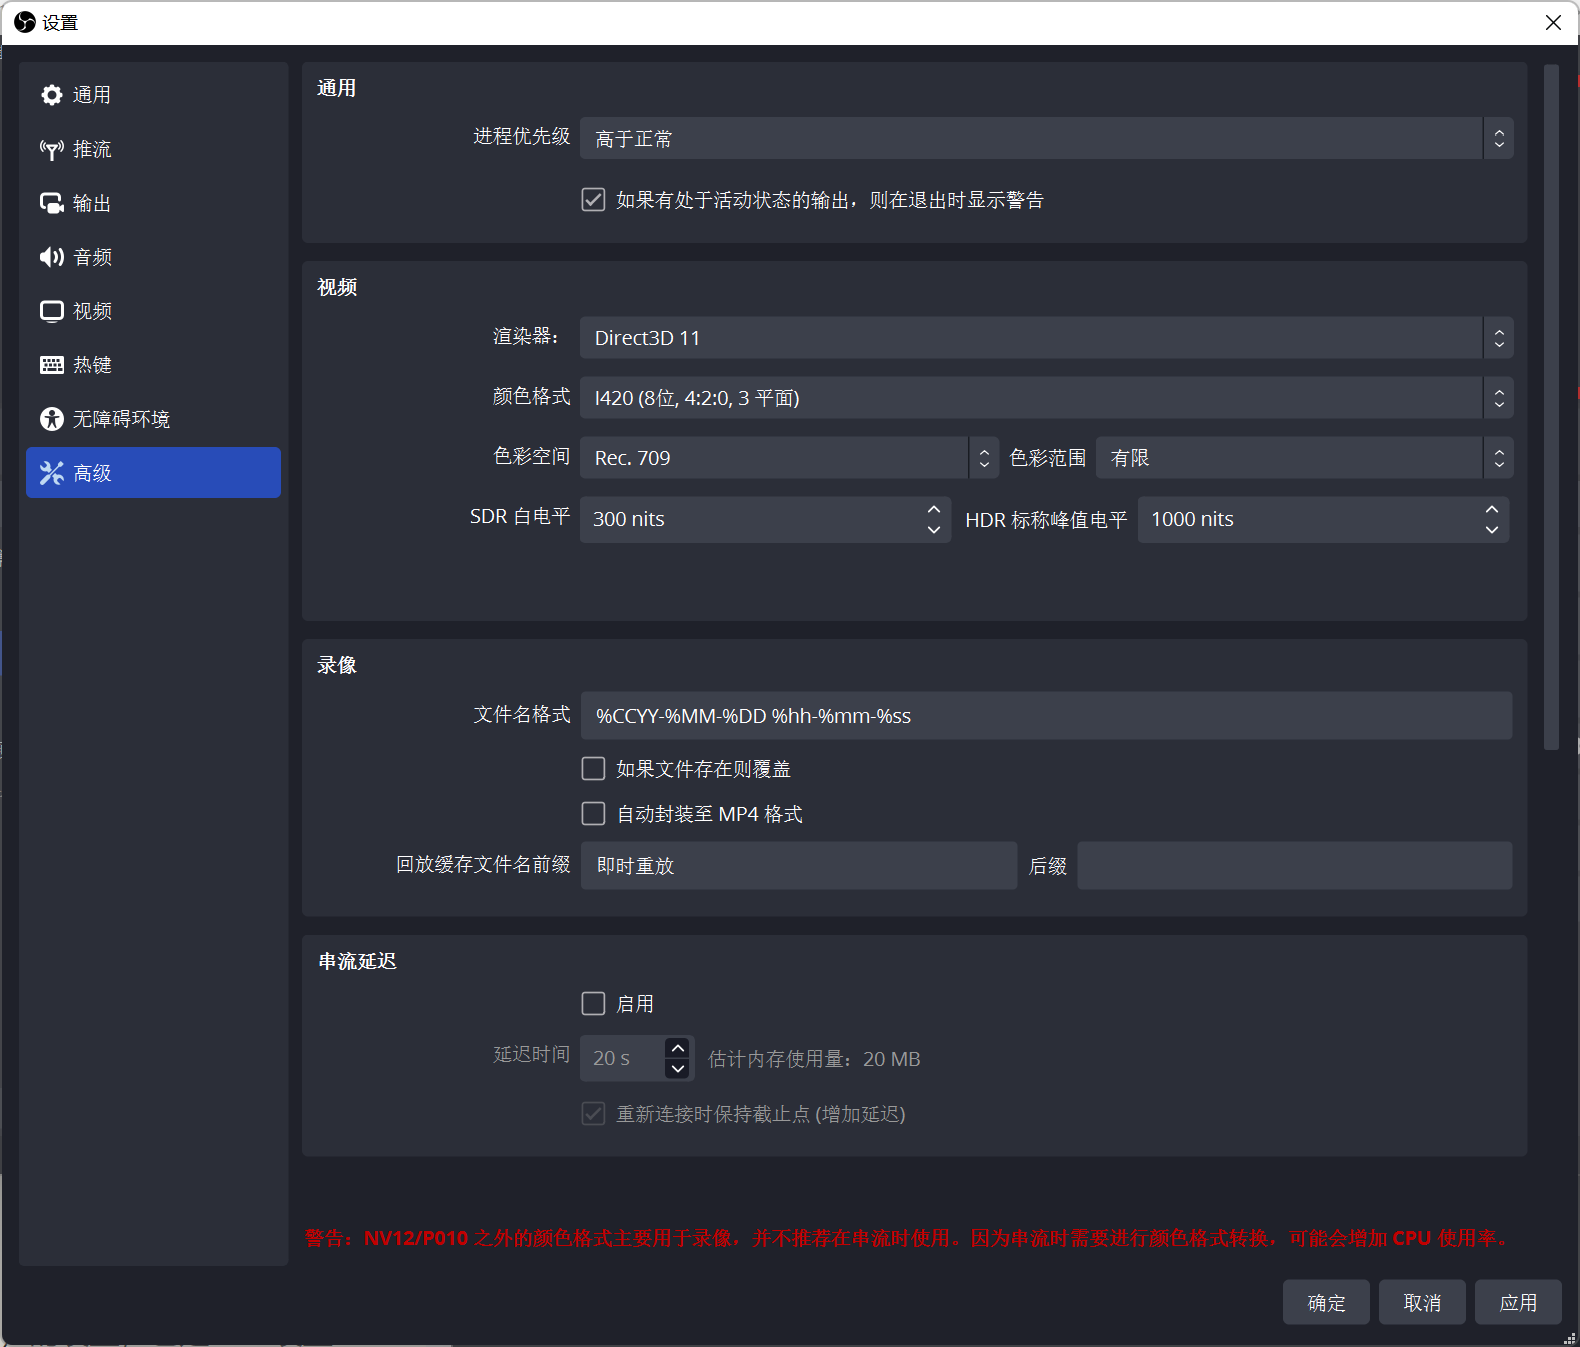 设置
通用
推流
输出
音频
视频
热键
无障碍环境
高级
通用
进程优先级 高于正常
如果有处于活动状态的输出，则在退出时显示警告
视频
渲染器： Direct3D 11
颜色格式 I420 (8位, 4:2:0, 3 平面)
色彩空间 Rec. 709 色彩范围 有限
SDR 白电平 300 nits HDR 标称峰值电平 1000 nits
录像
文件名格式 %CCYY-%MM-%DD %hh-%mm-%ss
如果文件存在则覆盖
自动封装至 MP4 格式
回放缓存文件名前缀 即时重放 后缀
串流延迟
启用
延迟时间 20 s 估计内存使用量：20 MB
重新连接时保持截止点 (增加延迟)
警告：NV12/P010 之外的颜色格式主要用于录像，并不推荐在串流时使用。因为串流时需要进行颜色格式转换，可能会增加 CPU 使用率。
确定 取消 应用